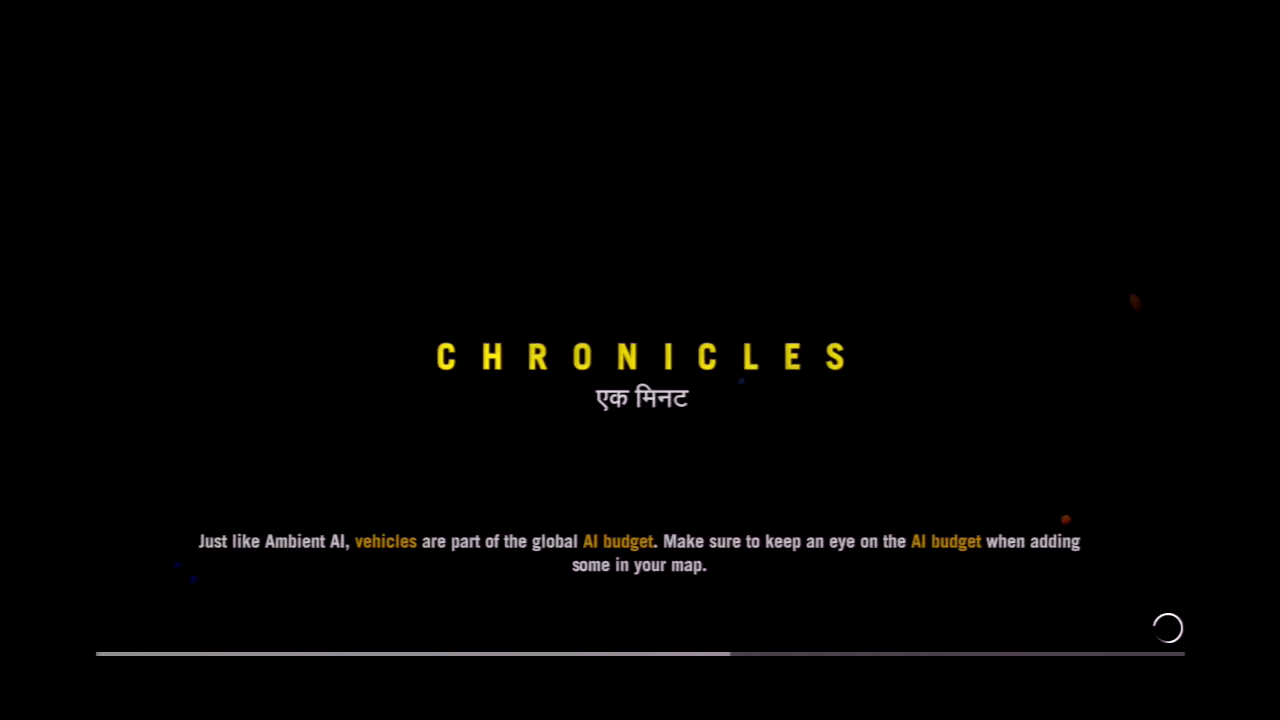 CHRONICLES
एक मिनट
Just like Ambient AI, vehicles are part of the global AI budget. Make sure to keep an eye on the AI budget when adding
some in your map.